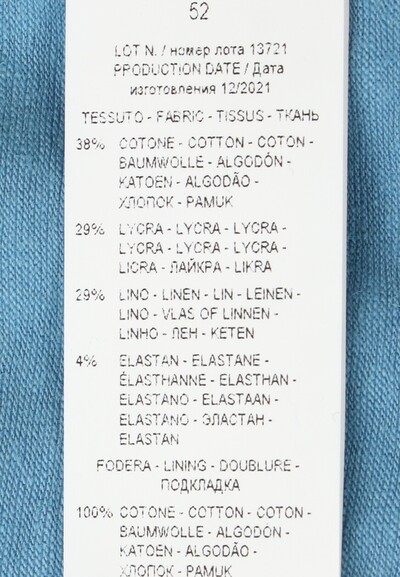 52
LOT N. / номер лота 13721
PRODUCTION DATE / Дата
изготовления 12/2021
TESSUTO - FABRIC - TISSUS - ТКАНЬ
38% COTONE - COTTON - COTON -
BAUMWOLLE - ALGODÓN -
KATOEN - ALGODÃO -
ХЛОПОК - PAMUK
29% LYCRA - LYCRA - LYCRA -
LYCRA - LYCRA - LYCRA -
LICRA - ЛАЙКРА - LIKRA
29% LINO - LINEN - LIN - LEINEN -
LINO - VLAS OF LINNEN -
LINHO - ЛЕН - KETEN
4% ELASTAN - ELASTANE -
ÉLASTHANNE - ELASTHAN -
ELASTANO - ELASTAAN -
ELASTANO - ЭЛАСТАН -
ELASTAN
FODERA - LINING - DOUBLURE -
ПОДКЛАДКА
100% COTONE - COTTON - COTON -
BAUMWOLLE - ALGODÓN -
KATOEN - ALGODÃO -
ХЛОПОК - PAMUK